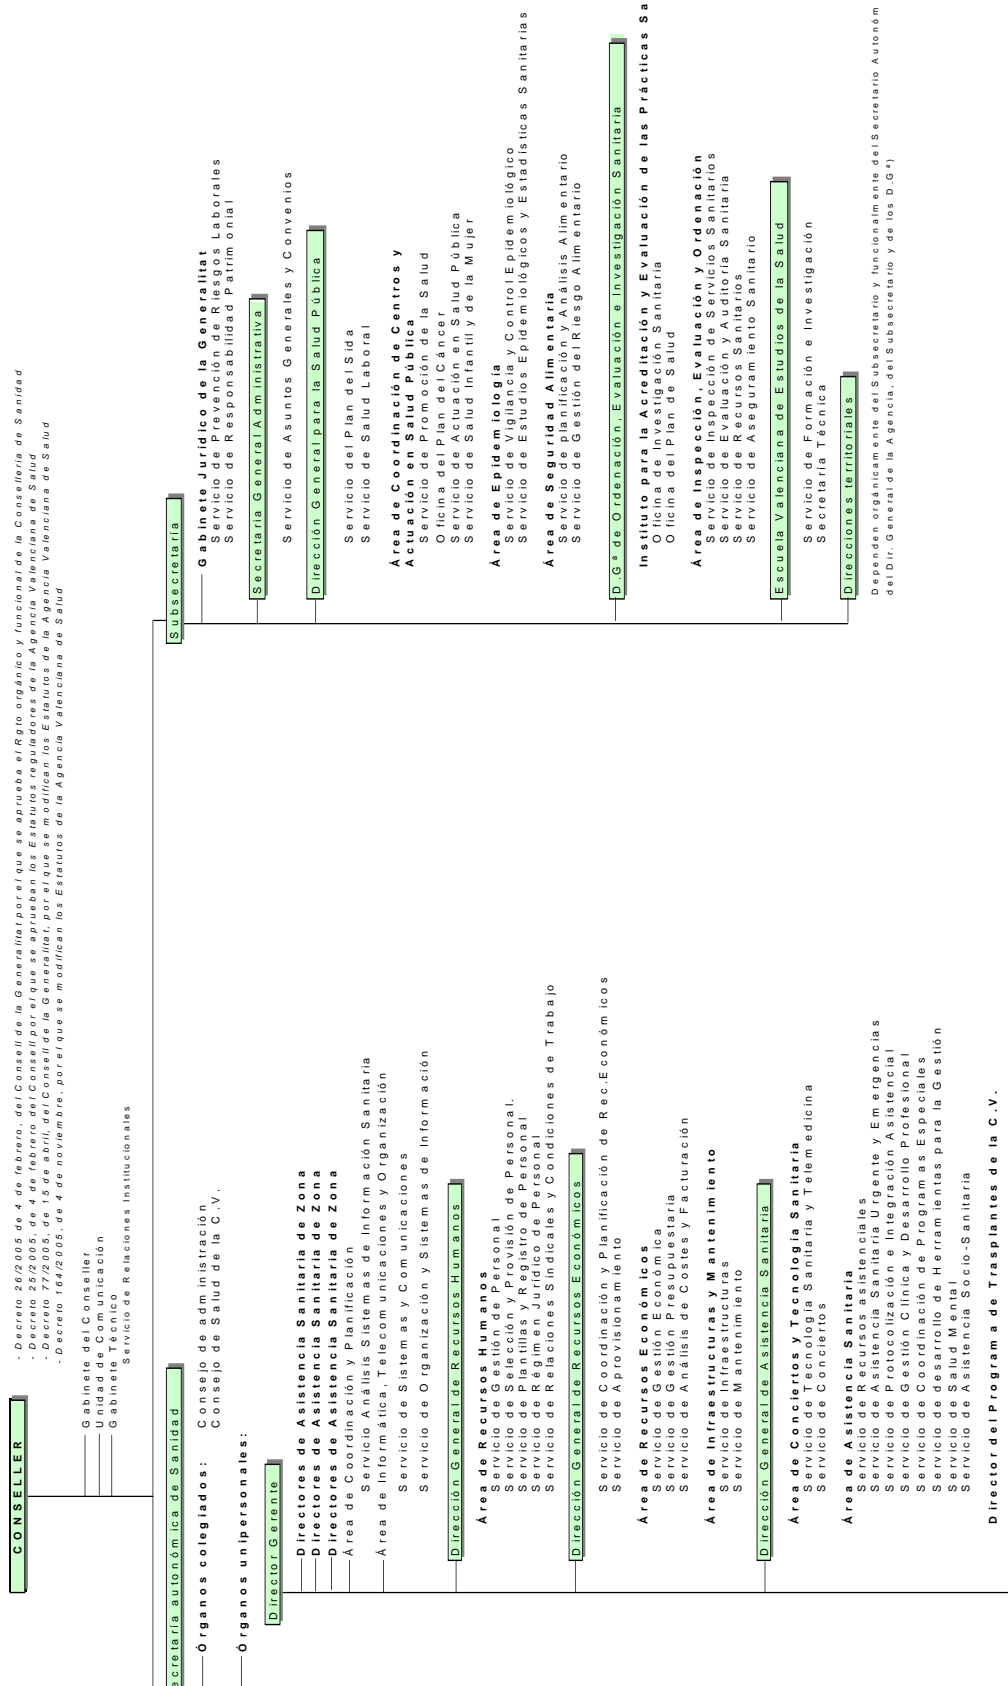 CONSELLER
- Decreto 26/2005 de 4 de febrero, del Consell de la Generalitat por el que se aprueba el Rgto orgánico y funcional de la Conselleria de Sanidad
- Decreto 25/2005, de 4 de febrero del Consell por el que se aprueban los Estatutos reguladores de la Agencia Valenciana de Salud
- Decreto 77/2005, de 15 de abril, del Consell de la Generalitat, por el que se modifican los Estatutos de la Agencia Valenciana de Salud
- Decreto 164/2005, de 4 de noviembre, por el que se modifican los Estatutos de la Agencia Valenciana de Salud
Gabinete del Conseller
Unidad de Comunicación
Gabinete Técnico
Servicio de Relaciones Institucionales
ecretaría autonómica de Sanidad
Órganos colegiados:
Consejo de administración
Consejo de Salud de la C.V.
Órganos unipersonales:
Director Gerente
Directores de Asistencia Sanitaria de Zona
Directores de Asistencia Sanitaria de Zona
Directores de Asistencia Sanitaria de Zona
Área de Coordinación y Planificación
Servicio Análisis Sistemas de Información Sanitaria
Área de Informática, Telecomunicaciones y Organización
Servicio de Sistemas y Comunicaciones
Servicio de Organización y Sistemas de Información
Dirección General de Recursos Humanos
Área de Recursos Humanos
Servicio de Gestión de Personal
Servicio de Selección y Provisión de Personal.
Servicio de Plantillas y Registro de Personal
Servicio de Régimen Jurídico de Personal
Servicio de Relaciones Sindicales y Condiciones de Trabajo
Dirección General de Recursos Económicos
Servicio de Coordinación y Planificación de Rec.Económicos
Servicio de Aprovisionamiento
Área de Recursos Económicos
Servicio de Gestión Económica
Servicio de Gestión Presupuestaria
Servicio de Análisis de Costes y Facturación
Área de Infraestructuras y Mantenimiento
Servicio de Infraestructuras
Servicio de Mantenimiento
Dirección General de Asistencia Sanitaria
Área de Conciertos y Tecnología Sanitaria
Servicio de Tecnología Sanitaria y Telemedicina
Servicio de Conciertos
Área de Asistencia Sanitaria
Servicio de Recursos asistenciales
Servicio de Asistencia Sanitaria Urgente y Emergencias
Servicio de Protocolización e Integración Asistencial
Servicio de Gestión Clínica y Desarrollo Profesional
Servicio de Coordinación de Programas Especiales
Servicio de desarrollo de Herramientas para la Gestión
Servicio de Salud Mental
Servicio de Asistencia Socio-Sanitaria
Director del Programa de Trasplantes de la C.V.
Subsecretaría
Gabinete Jurídico de la Generalitat
Servicio de Prevención de Riesgos Laborales
Servicio de Responsabilidad Patrimonial
Secretaria General Administrativa
Servicio de Asuntos Generales y Convenios
Dirección General para la Salud Pública
Servicio del Plan del Sida
Servicio de Salud Laboral
Área de Coordinación de Centros y
Actuación en Salud Pública
Servicio de Promoción de la Salud
Oficina del Plan del Cáncer
Servicio de Actuación en Salud Pública
Servicio de Salud Infantil y de la Mujer
Área de Epidemiología
Servicio de Vigilancia y Control Epidemiológico
Servicio de Estudios Epidemiológicos y Estadísticas Sanitarias
Área de Seguridad Alimentaria
Servicio de planificación y Análisis Alimentario
Servicio de Gestión del Riesgo Alimentario
D.Gª de Ordenación, Evaluación e Investigación Sanitaria
Instituto para la Acreditación y Evaluación de las Prácticas Sa
Oficina de Investigación Sanitaria
Oficina del Plan de Salud
Área de Inspección, Evaluación y Ordenación
Servicio de Inspección de Servicios Sanitarios
Servicio de Evaluación y Auditoría Sanitaria
Servicio de Recursos Sanitarios
Servicio de Aseguramiento Sanitario
Escuela Valenciana de Estudios de la Salud
Servicio de Formación e Investigación
Secretaría Técnica
Direcciones territoriales
Dependen orgánicamente del Subsecretario y funcionalmente del Secretario Autonóm
del Dir. General de la Agencia, del Subsecretario y de los D.Gª)